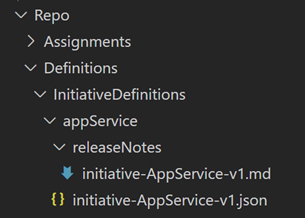 Repo
Assignments
Definitions
InitiativeDefinitions
appService
releaseNotes
initiative-AppService-v1.md
{} initiative-AppService-v1.json